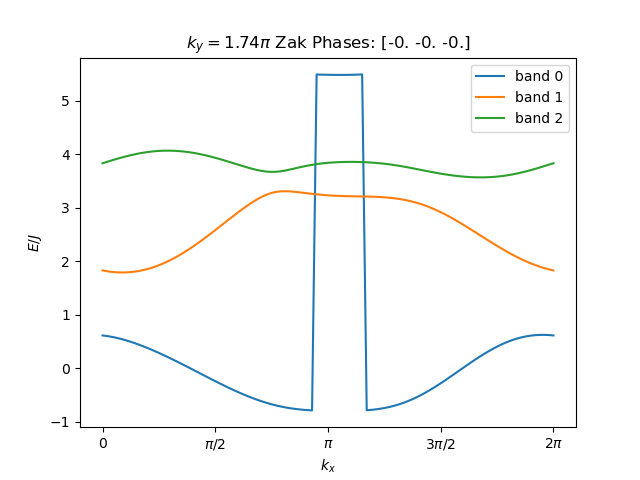 $k_y = 1.74\pi$ Zak Phases: [-0. -0. -0.]
band 0
band 1
band 2
E/J
5
4
3
2
1
0
−1
0
π/2
π
3π/2
2π
$k_x$